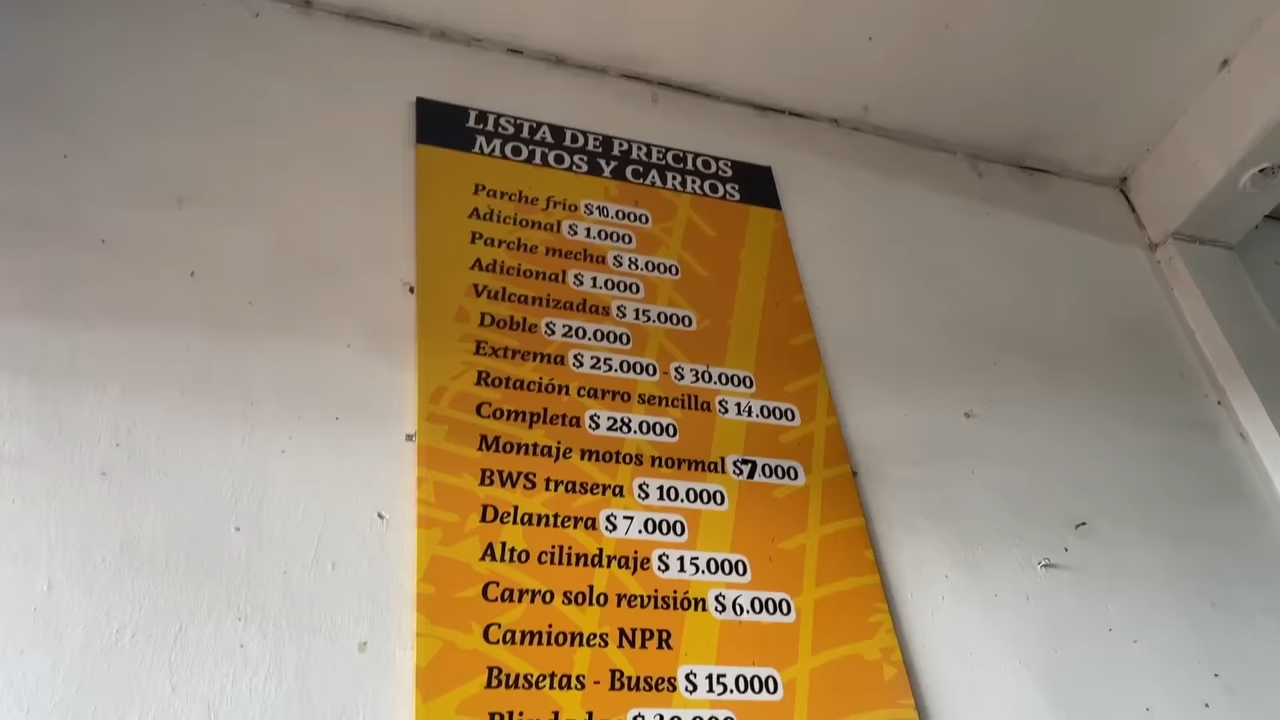 LISTA DE PRECIOS
MOTOS Y CARROS
Parche frío $10.000
Adicional $ 1.000
Parche mecha $ 8.000
Adicional $ 1.000
Vulcanizadas $ 15.000
Doble $ 20.000
Extrema $ 25.000 - $ 30.000
Rotación carro sencilla $ 14.000
Completa $ 28.000
Montaje motos normal $7.000
BWS trasera $ 10.000
Delantera $ 7.000
Alto cilindraje $ 15.000
Carro solo revisión $ 6.000
Camiones NPR
Busetas - Buses $ 15.000